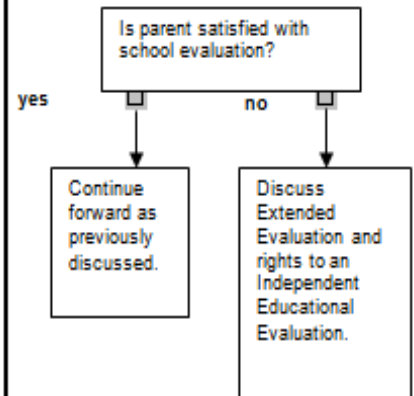 Is parent satisfied with
school evaluation?
yes
no
Continue
forward as
previously
discussed.
Discuss
Extended
Evaluation and
rights to an
Independent
Educational
Evaluation.